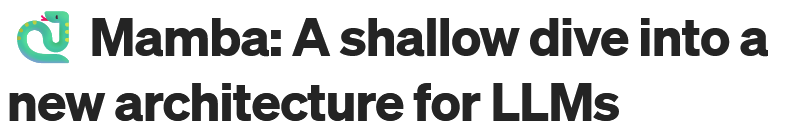 Mamba: A shallow dive into a
new architecture for LLMs